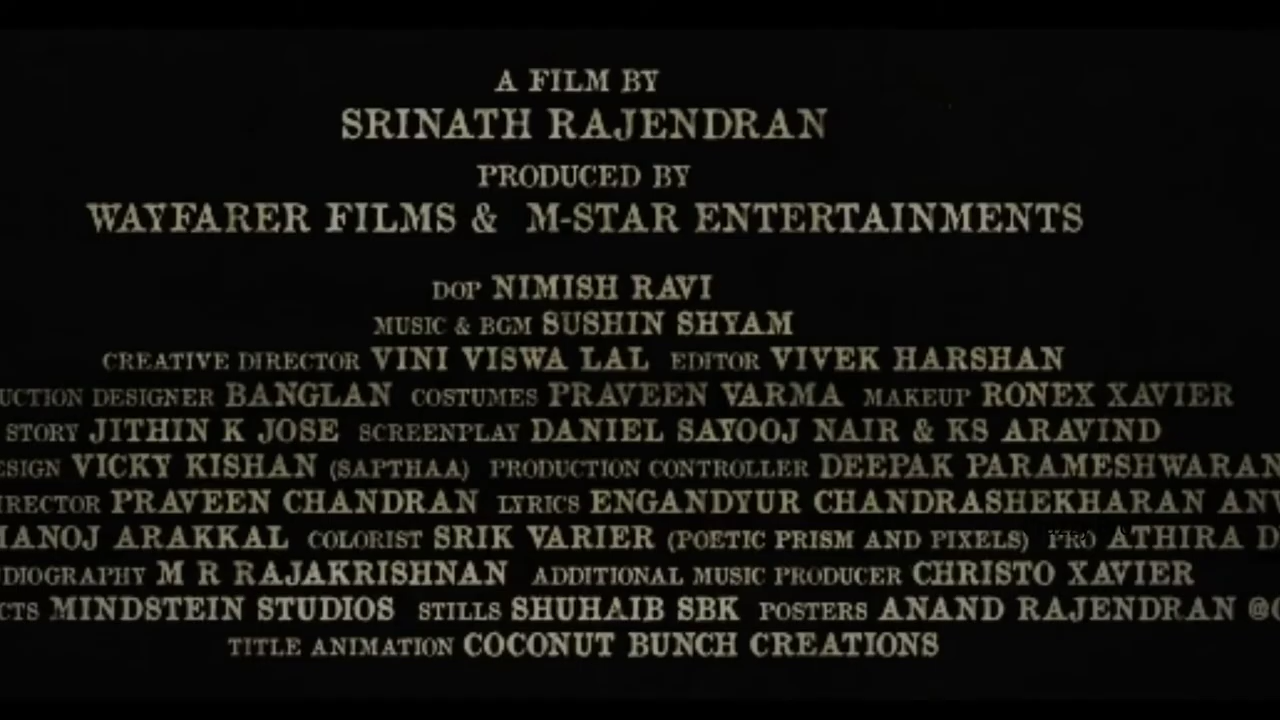 A FILM BY
SRINATH RAJENDRAN
PRODUCED BY
WAYFARER FILMS & M-STAR ENTERTAINMENTS
DOP NIMISH RAVI
MUSIC & BGM SUSHIN SHYAM
CREATIVE DIRECTOR VINI VISWA LAL EDITOR VIVEK HARSHAN
UCTION DESIGNER BANGLAN COSTUMES PRAVEEN VARMA MAKEUP RONEX XAVIER
STORY JITHIN K JOSE SCREENPLAY DANIEL SAYOOJ NAIR & KS ARAVIND
ESIGN VICKY KISHAN (SAPTHAA) PRODUCTION CONTROLLER DEEPAK PARAMESHWARAN
IRECTOR PRAVEEN CHANDRAN LYRICS ENGANDYUR CHANDRASHEKHARAN ANV
MANOJ ARAKKAL COLORIST SRIK VARIER (POETIC PRISM AND PIXELS) PRO ATHIRA D
DIOGRAPHY M R RAJAKRISHNAN ADDITIONAL MUSIC PRODUCER CHRISTO XAVIER
CTS MINDSTEIN STUDIOS STILLS SHUHAIB SBK POSTERS ANAND RAJENDRAN @
TITLE ANIMATION COCONUT BUNCH CREATIONS